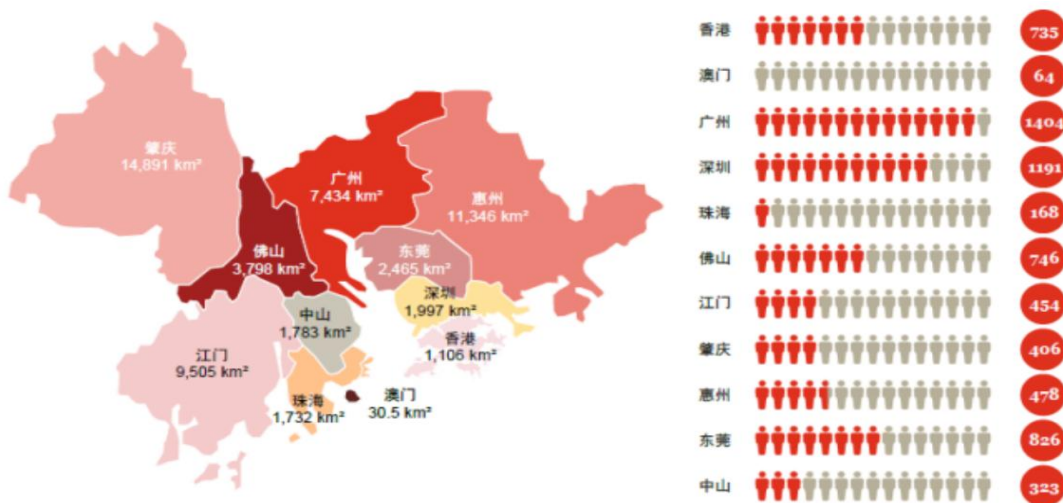 肇庆
14,891 km²
广州
7,434 km²
惠州
11,346 km²
佛山
3,798 km²
东莞
2,465 km²
深圳
1,997 km²
中山
1,783 km²
香港
1,106 km²
江门
9,505 km²
珠海
1,732 km²
澳门
30.5 km²
香港 735
澳门 64
广州 1404
深圳 1191
珠海 168
佛山 746
江门 454
肇庆 406
惠州 478
东莞 826
中山 323